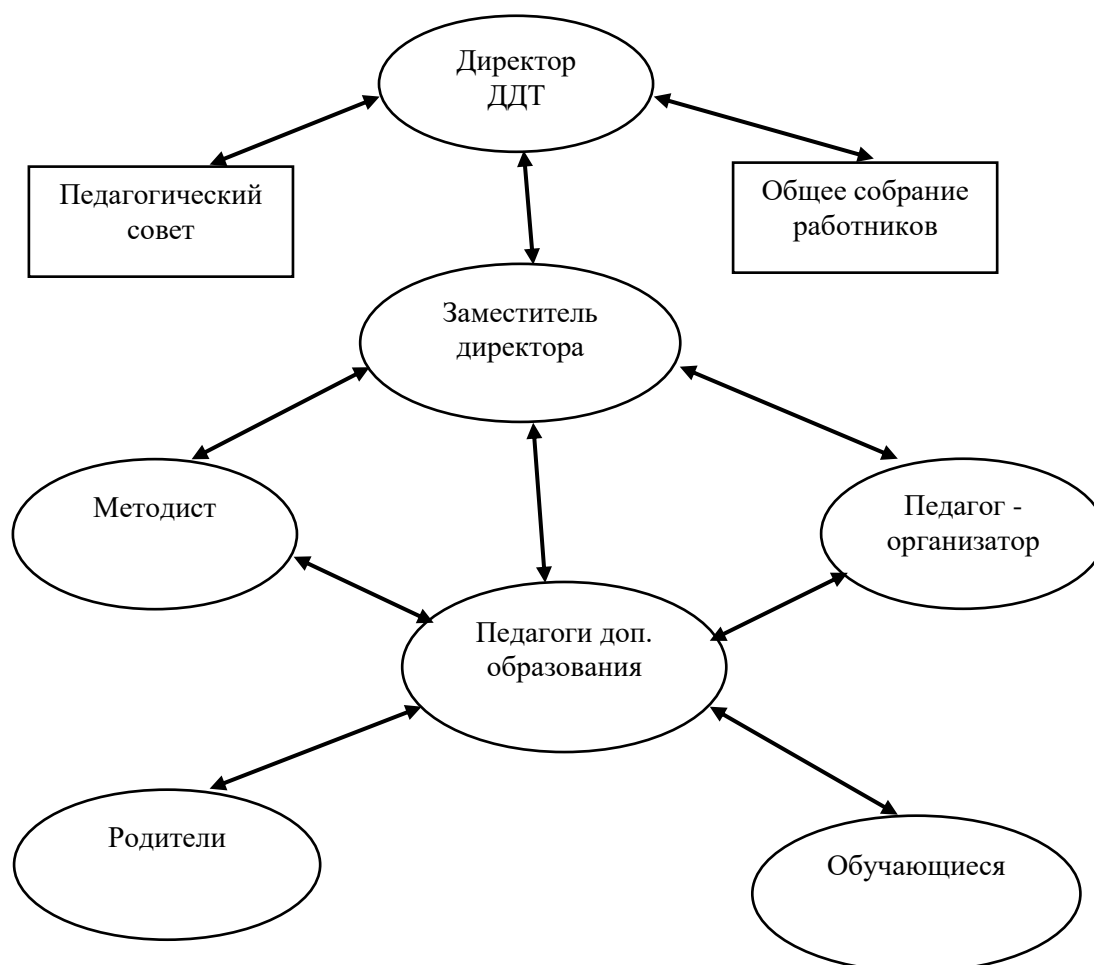 Директор
ДДТ
Педагогический
совет
Общее собрание
работников
Заместитель
директора
Методист
Педагог -
организатор
Педагоги доп.
образования
Родители
Обучающиеся